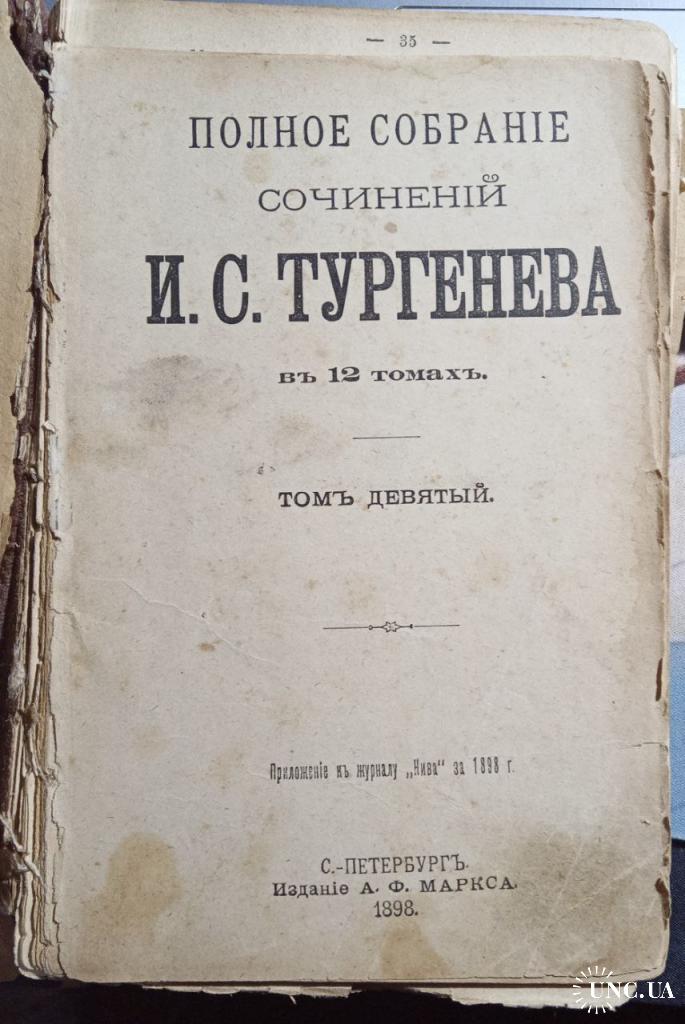 — 35 —
ПОЛНОЕ СОБРАНІЕ
СОЧИНЕНІЙ
И. С. ТУРГЕНЕВА
въ 12 томахъ.
ТОМЪ ДЕВЯТЫЙ.
Приложеніе къ журналу „Нива“ за 1898 г.
С.-ПЕТЕРБУРГЪ.
Изданіе А. Ф. МАРКСА.
1898.
UNC.UA